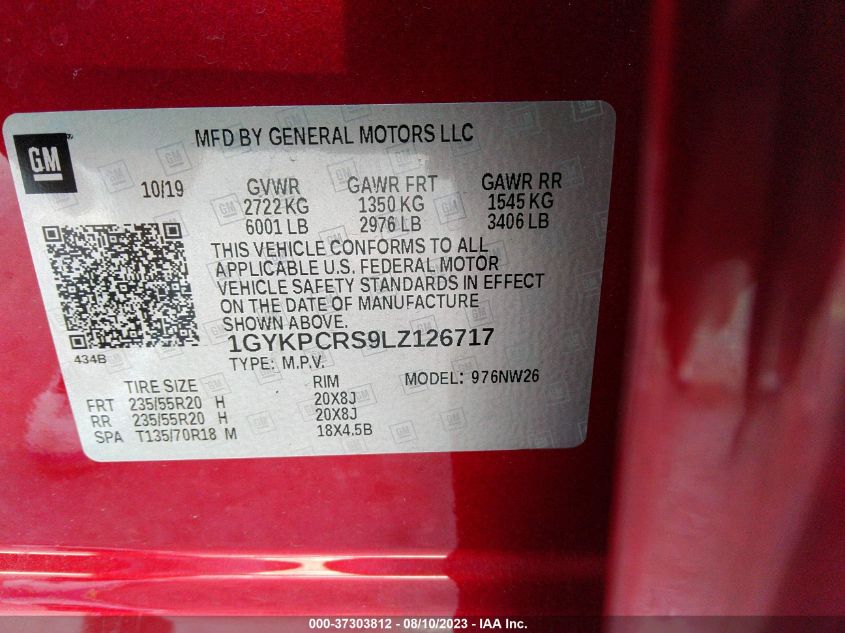 MFD BY GENERAL MOTORS LLC
GM
10/19 GVWR GAWR FRT GAWR RR
2722 KG 1350 KG 1545 KG
6001 LB 2976 LB 3406 LB
THIS VEHICLE CONFORMS TO ALL
APPLICABLE U.S. FEDERAL MOTOR
VEHICLE SAFETY STANDARDS IN EFFECT
ON THE DATE OF MANUFACTURE
SHOWN ABOVE.
1GYKPCRS9LZ126717
434B
TYPE: M.P.V.
TIRE SIZE RIM MODEL: 976NW26
FRT 235/55R20 H 20X8J
RR 235/55R20 H 20X8J
SPA T135/70R18 M 18X4.5B
000-37303812 - 08/10/2023 - IAA Inc.